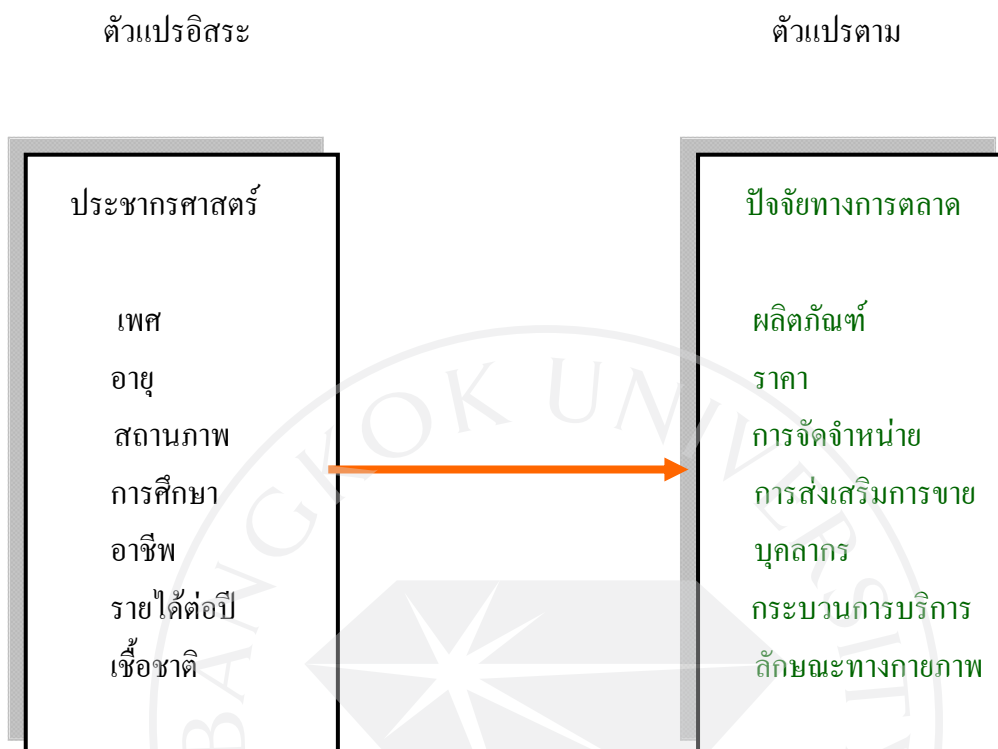 ตัวแปรอิสระ
ตัวแปรตาม
ประชากรศาสตร์
เพศ
อายุ
สถานภาพ
การศึกษา
อาชีพ
รายได้ต่อปี
เชื้อชาติ
ปัจจัยทางการตลาด
ผลิตภัณฑ์
ราคา
การจัดจำหน่าย
การส่งเสริมการขาย
บุคลากร
กระบวนการบริการ
ลักษณะทางกายภาพ
BANGKOK UNIVERSITY